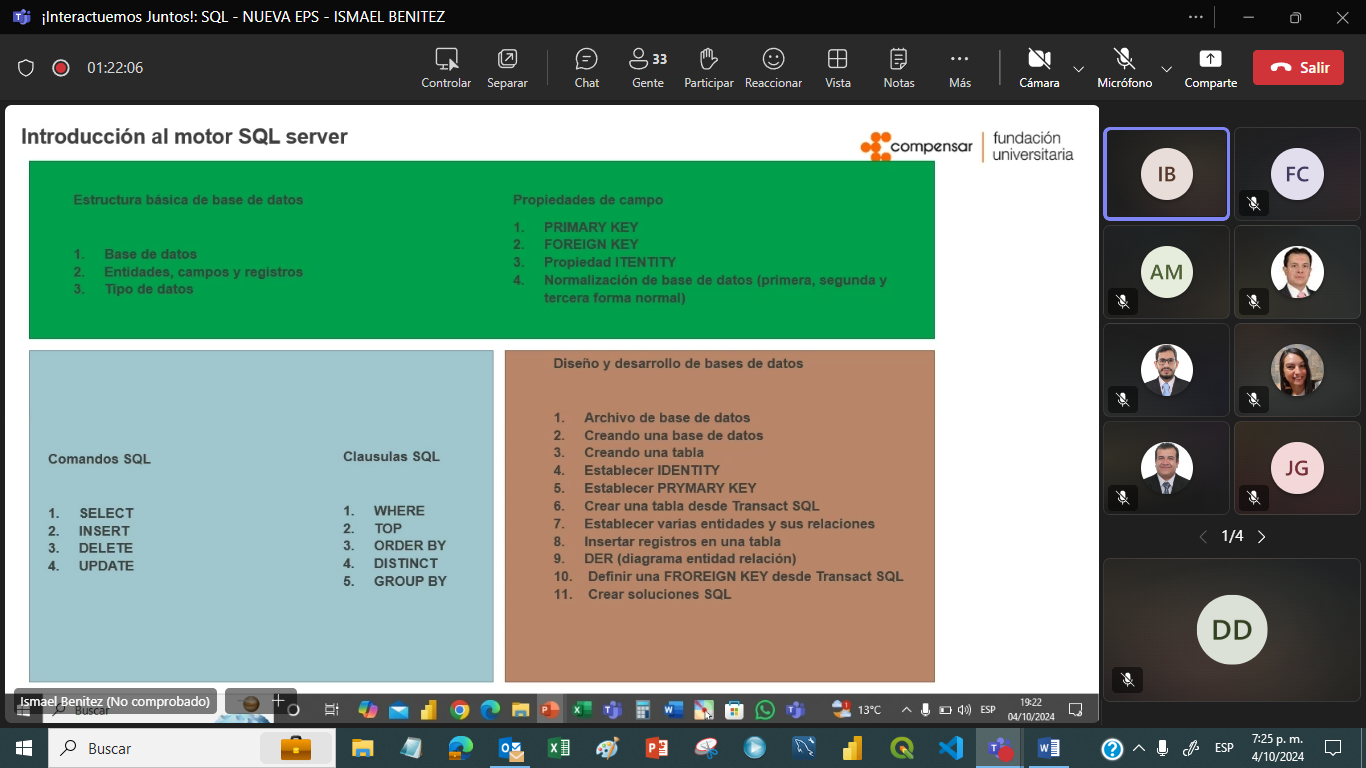 ¡Interactuemos Juntos!: SQL - NUEVA EPS - ISMAEL BENITEZ
01:22:06
Controlar
Separar
Chat
33
Gente
Participar
Reaccionar
Vista
Notas
Más
Cámara
Micrófono
Comparte
Salir
Introducción al motor SQL server
compensar
fundación
universitaria
Estructura básica de base de datos
1. Base de datos
2. Entidades, campos y registros
3. Tipo de datos
Propiedades de campo
1. PRIMARY KEY
2. FOREIGN KEY
3. Propiedad ITENTITY
4. Normalización de base de datos (primera, segunda y
tercera forma normal)
Comandos SQL
1. SELECT
2. INSERT
3. DELETE
4. UPDATE
Clausulas SQL
1. WHERE
2. TOP
3. ORDER BY
4. DISTINCT
5. GROUP BY
Diseño y desarrollo de bases de datos
1. Archivo de base de datos
2. Creando una base de datos
3. Creando una tabla
4. Establecer IDENTITY
5. Establecer PRYMARY KEY
6. Crear una tabla desde Transact SQL
7. Establecer varias entidades y sus relaciones
8. Insertar registros en una tabla
9. DER (diagrama entidad relación)
10. Definir una FROREIGN KEY desde Transact SQL
11. Crear soluciones SQL
IB
FC
AM
JG
1/4
DD
Ismael Benitez (No comprobado)
Buscar
13°C
ESP
19:22
04/10/2024
Buscar
ESP
7:25 p. m.
4/10/2024